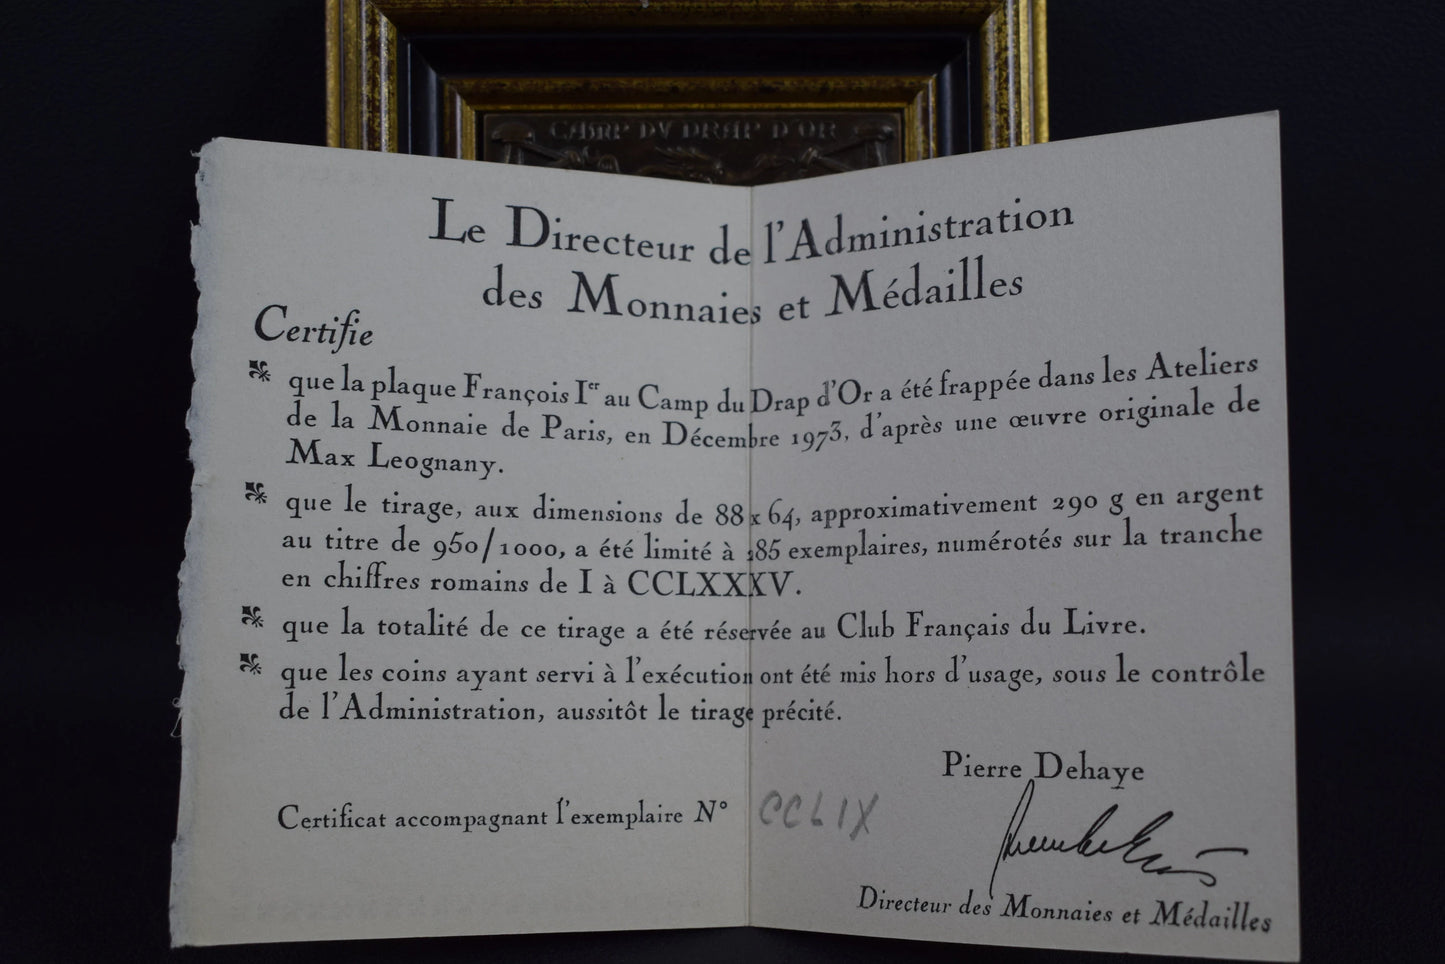 CAMP DV DRAP D'OR
Le Directeur de l'Administration
des Monnaies et Médailles
Certifie
que la plaque François Ier au Camp du Drap d'Or a été frappée dans les Ateliers
de la Monnaie de Paris, en Décembre 1973, d'après une œuvre originale de
Max Leognany.
que le tirage, aux dimensions de 88 x 64, approximativement 290 g en argent
au titre de 950/1000, a été limité à 285 exemplaires, numérotés sur la tranche
en chiffres romains de I à CCLXXXV.
que la totalité de ce tirage a été réservée au Club Français du Livre.
que les coins ayant servi à l'exécution ont été mis hors d'usage, sous le contrôle
de l'Administration, aussitôt le tirage précité.
Pierre Dehaye
Certificat accompagnant l'exemplaire N° CCLIX
Directeur des Monnaies et Médailles